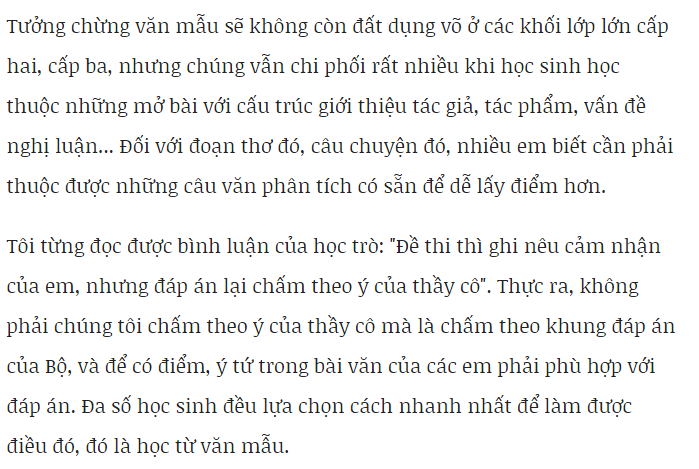 Tưởng chừng văn mẫu sẽ không còn đất dụng võ ở các khối lớp lớn cấp
hai, cấp ba, nhưng chúng vẫn chi phối rất nhiều khi học sinh học
thuộc những mở bài với cấu trúc giới thiệu tác giả, tác phẩm, vấn đề
nghị luận... Đối với đoạn thơ đó, câu chuyện đó, nhiều em biết cần phải
thuộc được những câu văn phân tích có sẵn để dễ lấy điểm hơn.
Tôi từng đọc được bình luận của học trò: "Đề thi thì ghi nêu cảm nhận
của em, nhưng đáp án lại chấm theo ý của thầy cô". Thực ra, không
phải chúng tôi chấm theo ý của thầy cô mà là chấm theo khung đáp án
của Bộ, và để có điểm, ý tứ trong bài văn của các em phải phù hợp với
đáp án. Đa số học sinh đều lựa chọn cách nhanh nhất để làm được
điều đó, đó là học từ văn mẫu.